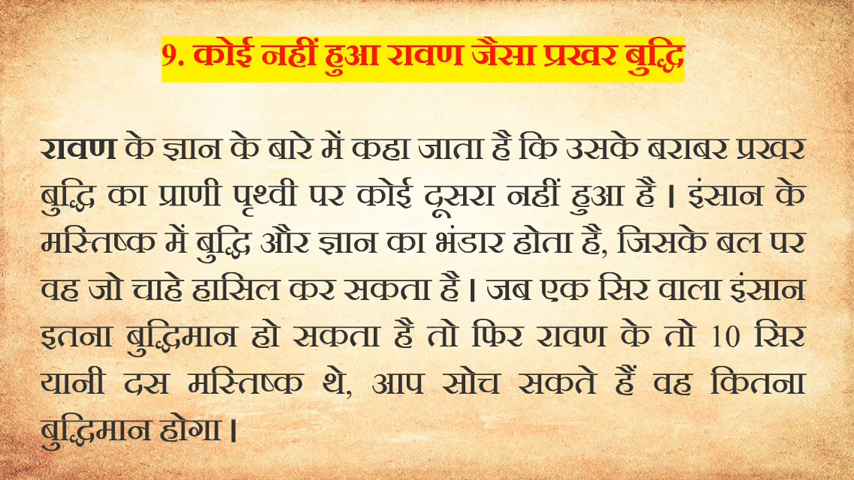 9. कोई नहीं हुआ रावण जैसा प्रखर बुद्धि
रावण के ज्ञान के बारे में कहा जाता है कि उसके बराबर प्रखर
बुद्धि का प्राणी पृथ्वी पर कोई दूसरा नहीं हुआ है। इंसान के
मस्तिष्क में बुद्धि और ज्ञान का भंडार होता है, जिसके बल पर
वह जो चाहे हासिल कर सकता है। जब एक सिर वाला इंसान
इतना बुद्धिमान हो सकता है तो फिर रावण के तो 10 सिर
यानी दस मस्तिष्क थे, आप सोच सकते हैं वह कितना
बुद्धिमान होगा।